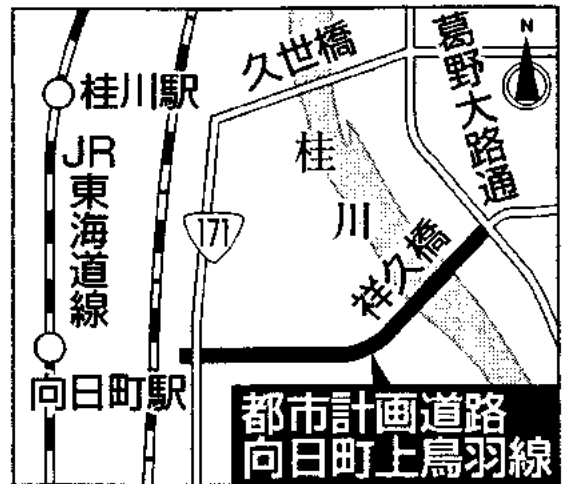 久世橋
葛野大路通
N
桂川駅
JR東海道線
桂川
171
祥久橋
向日町駅
都市計画道路
向日町上鳥羽線